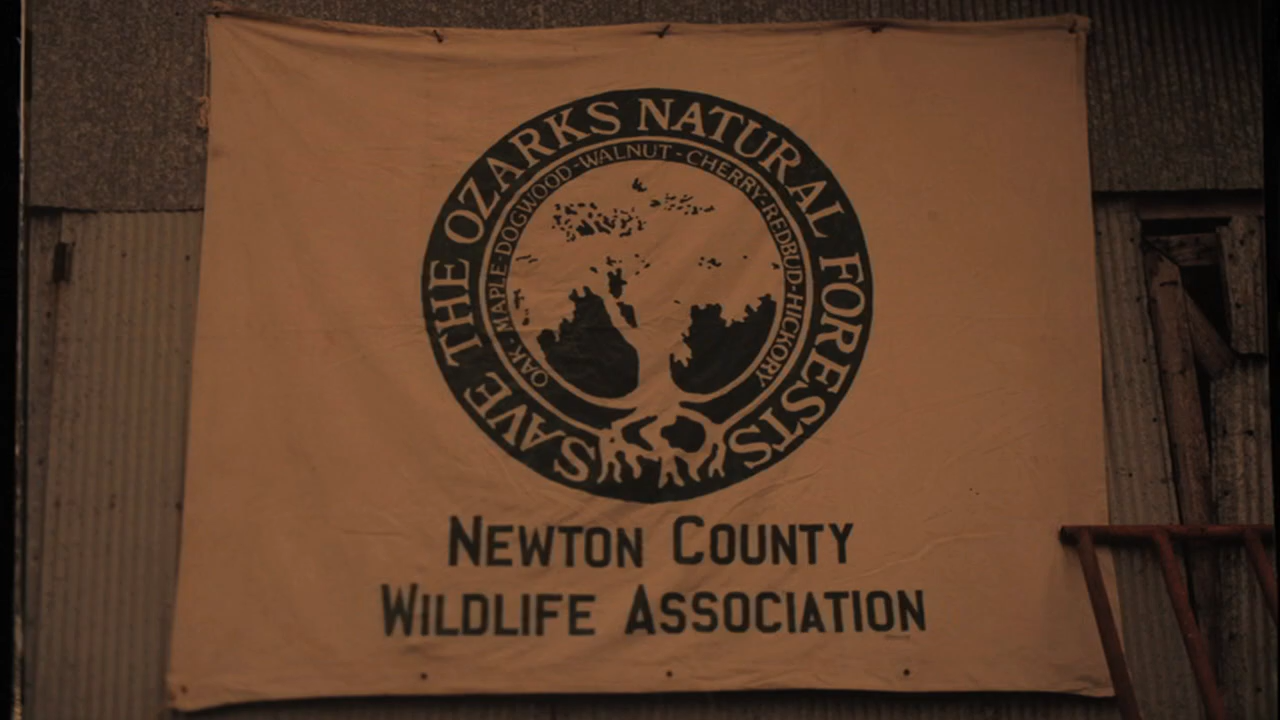 SAVE THE OZARKS NATURAL FORESTS
OAK-MAPLE-DOGWOOD-WALNUT-CHERRY-REDBUD-HICKORY
NEWTON COUNTY
WILDLIFE ASSOCIATION